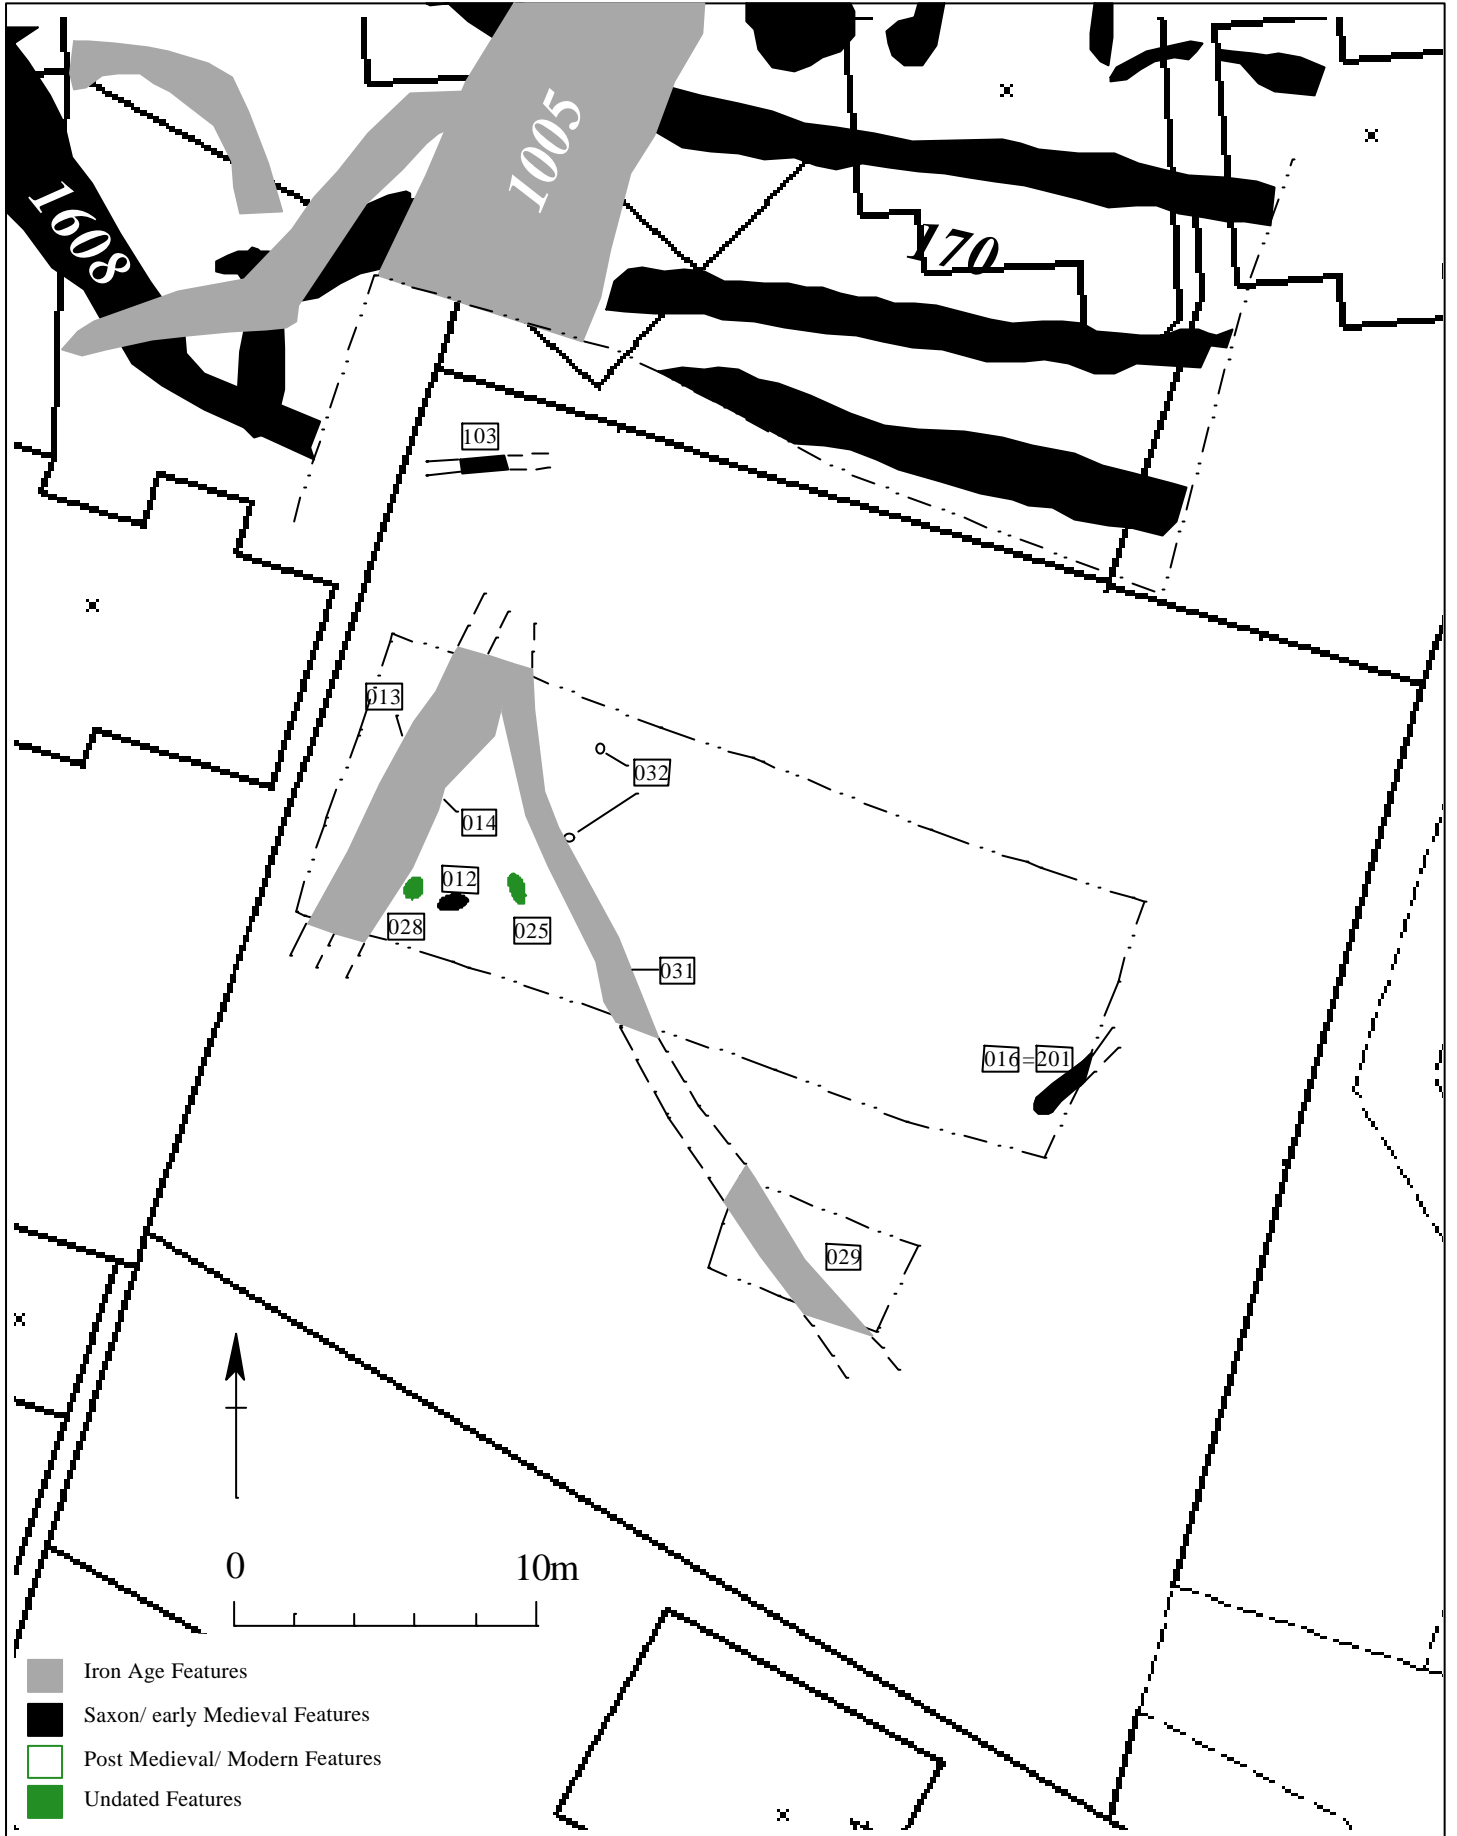 1005
1608
170
103
013
032
014
012
028
025
031
016=201
029
0 10m
Iron Age Features
Saxon/ early Medieval Features
Post Medieval/ Modern Features
Undated Features